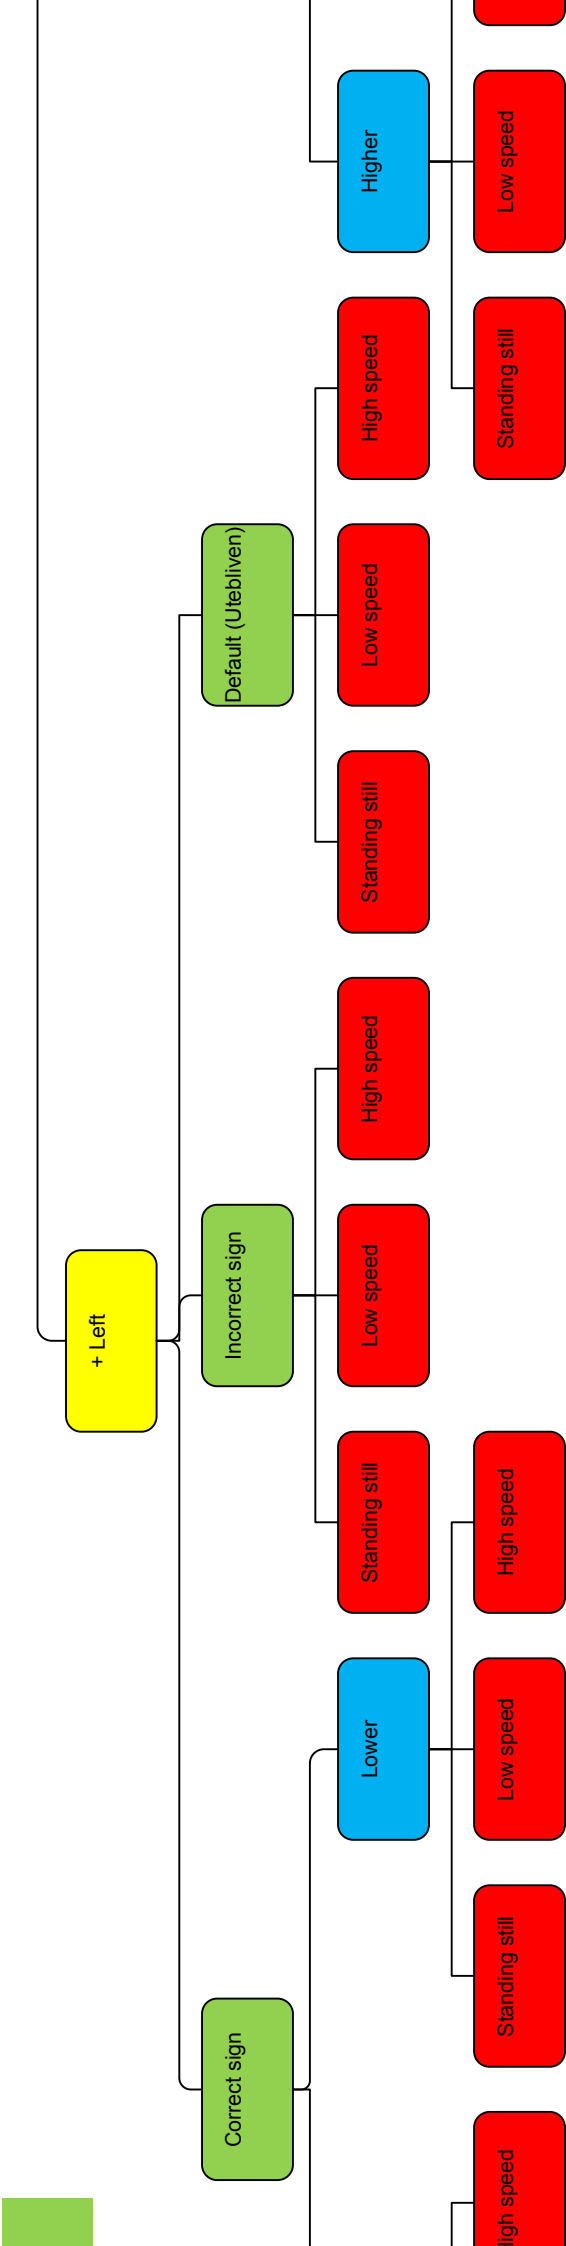 + Left
Correct sign
Incorrect sign
Default (Utebliven)
Lower
Standing still
Low speed
High speed
Standing still
Low speed
High speed
Higher
High speed
Standing still
Low speed
High speed
Standing still
Low speed